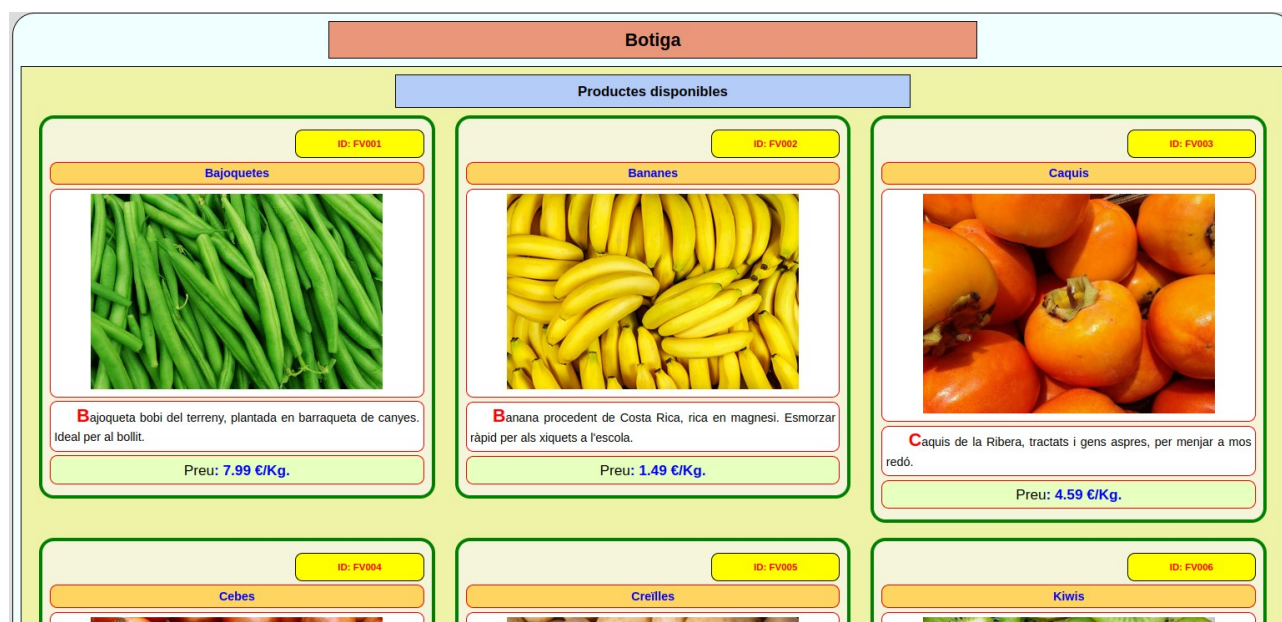 Botiga
Productes disponibles
ID: FV001
Bajoquetes
Bajoqueta bobi del terreny, plantada en barraqueta de canyes.
Ideal per al bollit.
Preu: 7.99 €/Kg.
ID: FV002
Bananes
Banana procedent de Costa Rica, rica en magnesi. Esmorzar
ràpid per als xiquets a l'escola.
Preu: 1.49 €/Kg.
ID: FV003
Caquis
Caquis de la Ribera, tractats i gens aspres, per menjar a mos
redó.
Preu: 4.59 €/Kg.
ID: FV004
Cebes
ID: FV005
Creïlles
ID: FV006
Kiwis